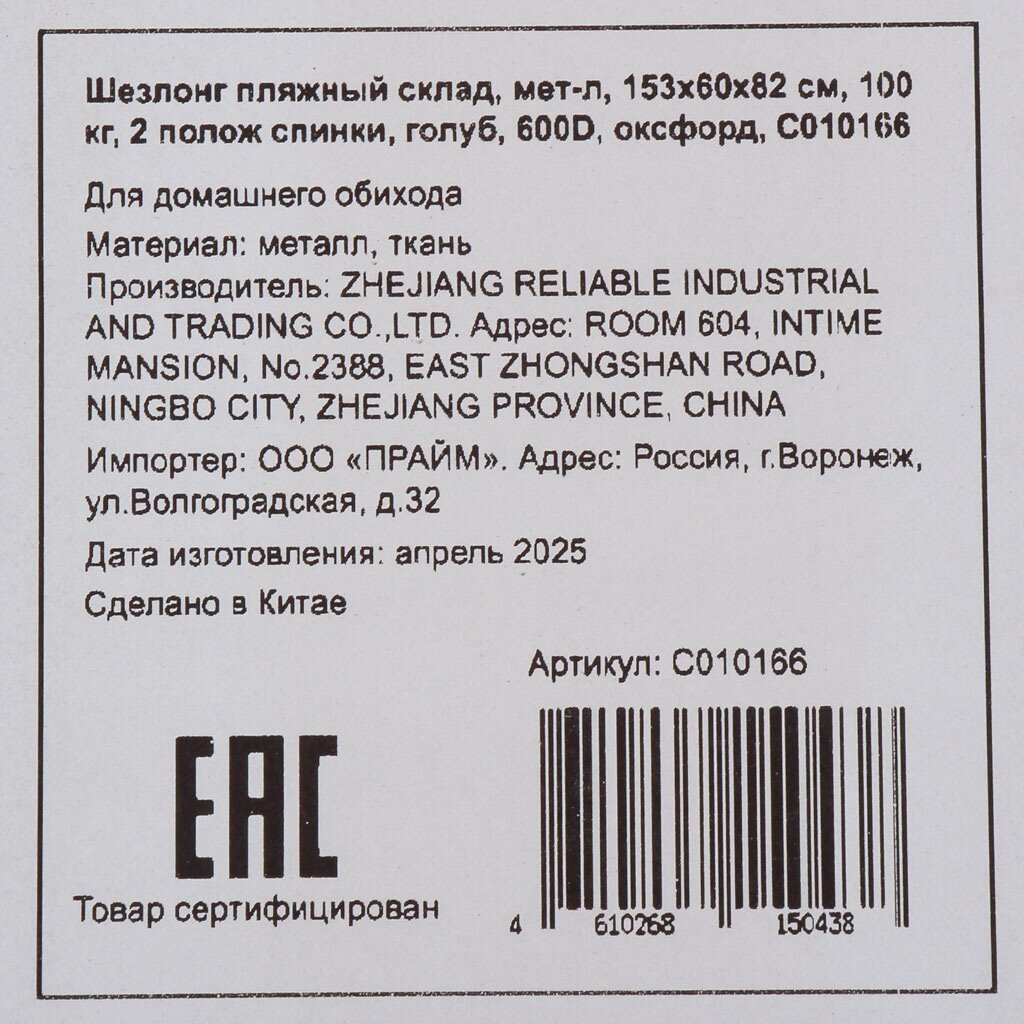 Шезлонг пляжный склад, мет-л, 153х60х82 см, 100
кг, 2 полож спинки, голуб, 600D, оксфорд, С010166
Для домашнего обихода
Материал: металл, ткань
Производитель: ZHEJIANG RELIABLE INDUSTRIAL
AND TRADING CO.,LTD. Адрес: ROOM 604, INTIME
MANSION, No.2388, EAST ZHONGSHAN ROAD,
NINGBO CITY, ZHEJIANG PROVINCE, CHINA
Импортер: ООО «ПРАЙМ». Адрес: Россия, г.Воронеж,
ул.Волгоградская, д.32
Дата изготовления: апрель 2025
Сделано в Китае
Артикул: С010166
ЕАС
Товар сертифицирован
4 610268 150438